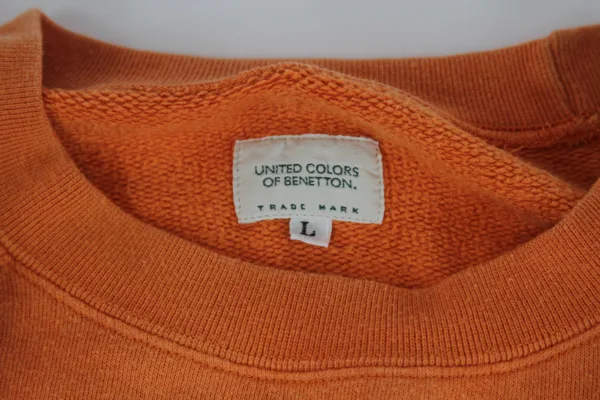 UNITED COLORS
OF BENETTON.
TRADE MARK
L